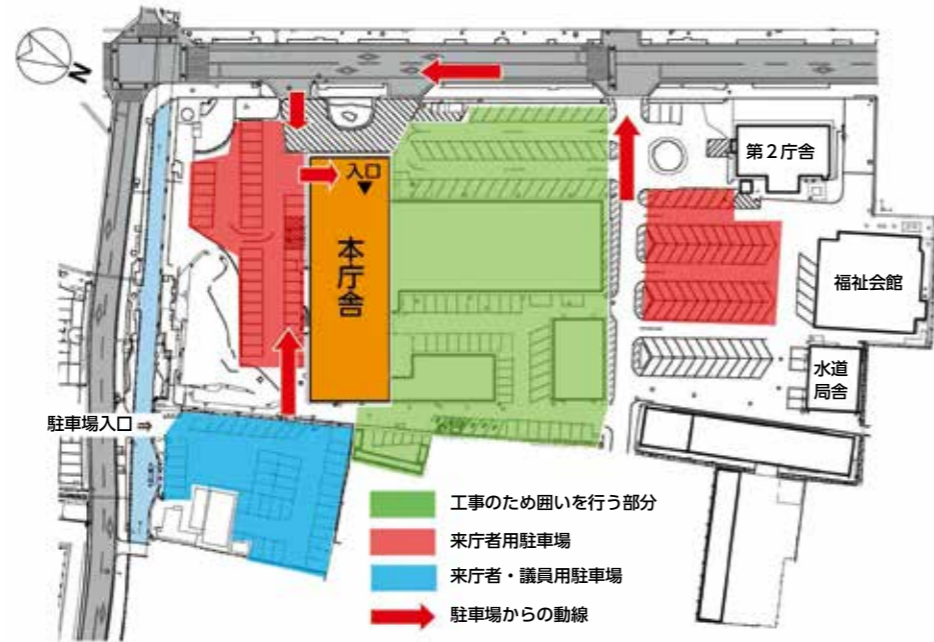 N
第2庁舎
入口
▼
本庁舎
福祉会館
水道
局舎
駐車場入口 ⇒
工事のため囲いを行う部分
来庁者用駐車場
来庁者・議員用駐車場
駐車場からの動線